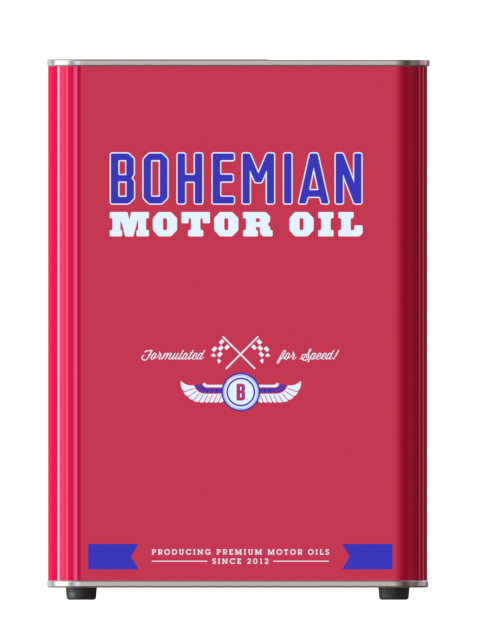 BOHEMIAN
MOTOR OIL
Formulated for Speed!
B
PRODUCING PREMIUM MOTOR OILS
SINCE 2012